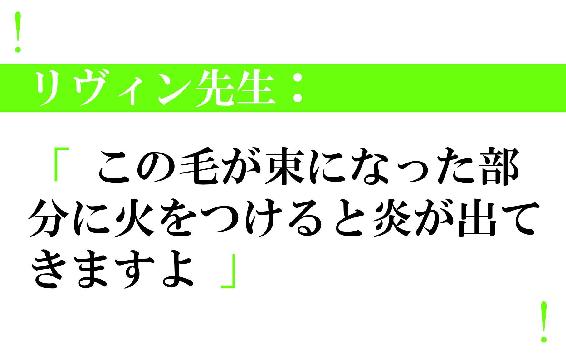 !
リヴィン先生：
「 この毛が束になった部
分に火をつけると炎が出て
きますよ 」
!